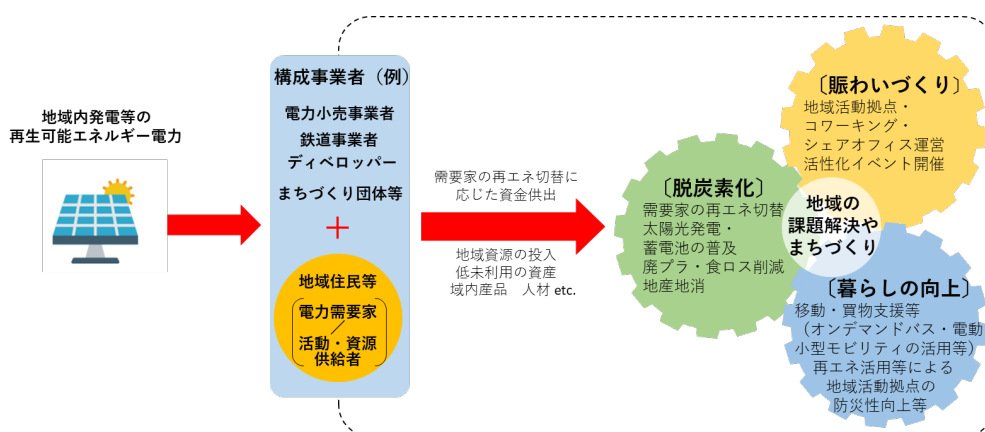 地域内発電等の
再生可能エネルギー電力
構成事業者（例）
電力小売事業者
鉄道事業者
ディベロッパー
まちづくり団体等
＋
地域住民等
電力需要家
／
活動・資源
供給者
需要家の再エネ切替に
応じた資金供出
地域資源の投入
低未利用の資産
域内産品　人材 etc.
〔脱炭素化〕
需要家の再エネ切替
太陽光発電・
蓄電池の普及
廃プラ・食ロス削減
地産地消
〔賑わいづくり〕
地域活動拠点・
コワーキング・
シェアオフィス運営
活性化イベント開催
地域の
課題解決や
まちづくり
〔暮らしの向上〕
移動・買物支援等
（オンデマンドバス・電動
小型モビリティの活用等）
再エネ活用等による
地域活動拠点の
防災性向上等